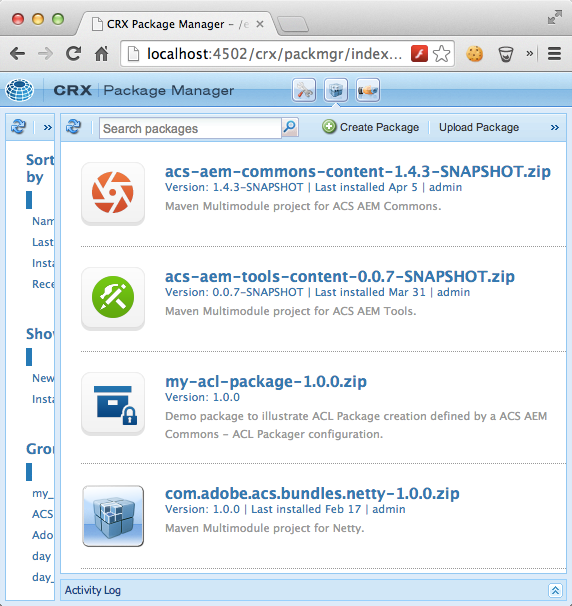 CRX Package Manager – /e
localhost:4502/crx/packmgr/index...
»
CRX | Package Manager
»
Sort by
Nam
Last
Insta
Rece
Show
New
Insta
Grou
my_
ACS
Ado
day
day_
Search packages
Create Package
Upload Package
»
acs-aem-commons-content-1.4.3-SNAPSHOT.zip
Version: 1.4.3-SNAPSHOT | Last installed Apr 5 | admin
Maven Multimodule project for ACS AEM Commons.
acs-aem-tools-content-0.0.7-SNAPSHOT.zip
Version: 0.0.7-SNAPSHOT | Last installed Mar 31 | admin
Maven Multimodule project for ACS AEM Tools.
my-acl-package-1.0.0.zip
Version: 1.0.0
Demo package to illustrate ACL Package creation defined by a ACS AEM
Commons – ACL Packager configuration.
com.adobe.acs.bundles.netty-1.0.0.zip
Version: 1.0.0 | Last installed Feb 17 | admin
Maven Multimodule project for Netty.
Activity Log